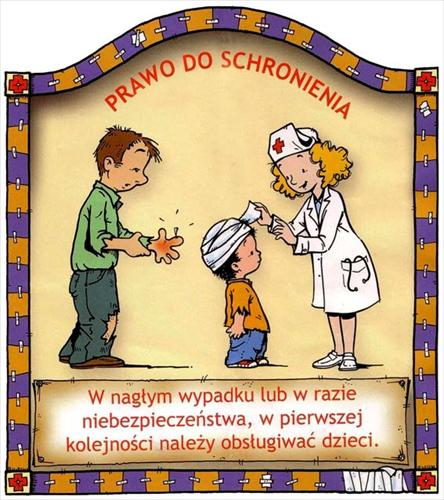 PRAWO DO SCHRONIENIA
W nagłym wypadku lub w razie
niebezpieczeństwa, w pierwszej
kolejności należy obsługiwać dzieci.